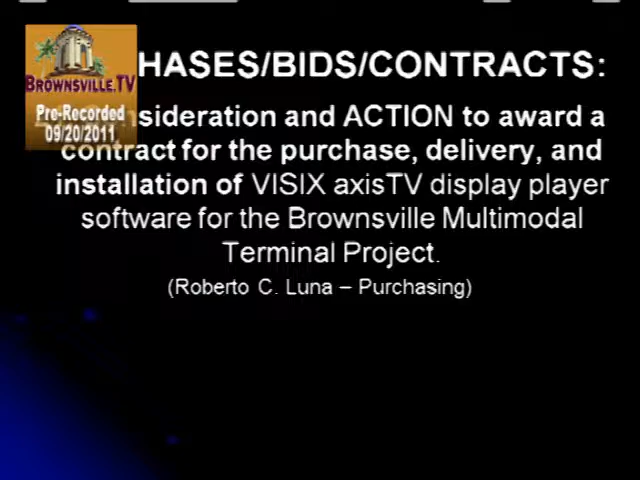 HASES/BIDS/CONTRACTS:
BROWNSVILLE.TV
Pre-Recorded
09/20/2011
sideration and ACTION to award a
contract for the purchase, delivery, and
installation of VISIX axisTV display player
software for the Brownsville Multimodal
Terminal Project.
(Roberto C. Luna – Purchasing)